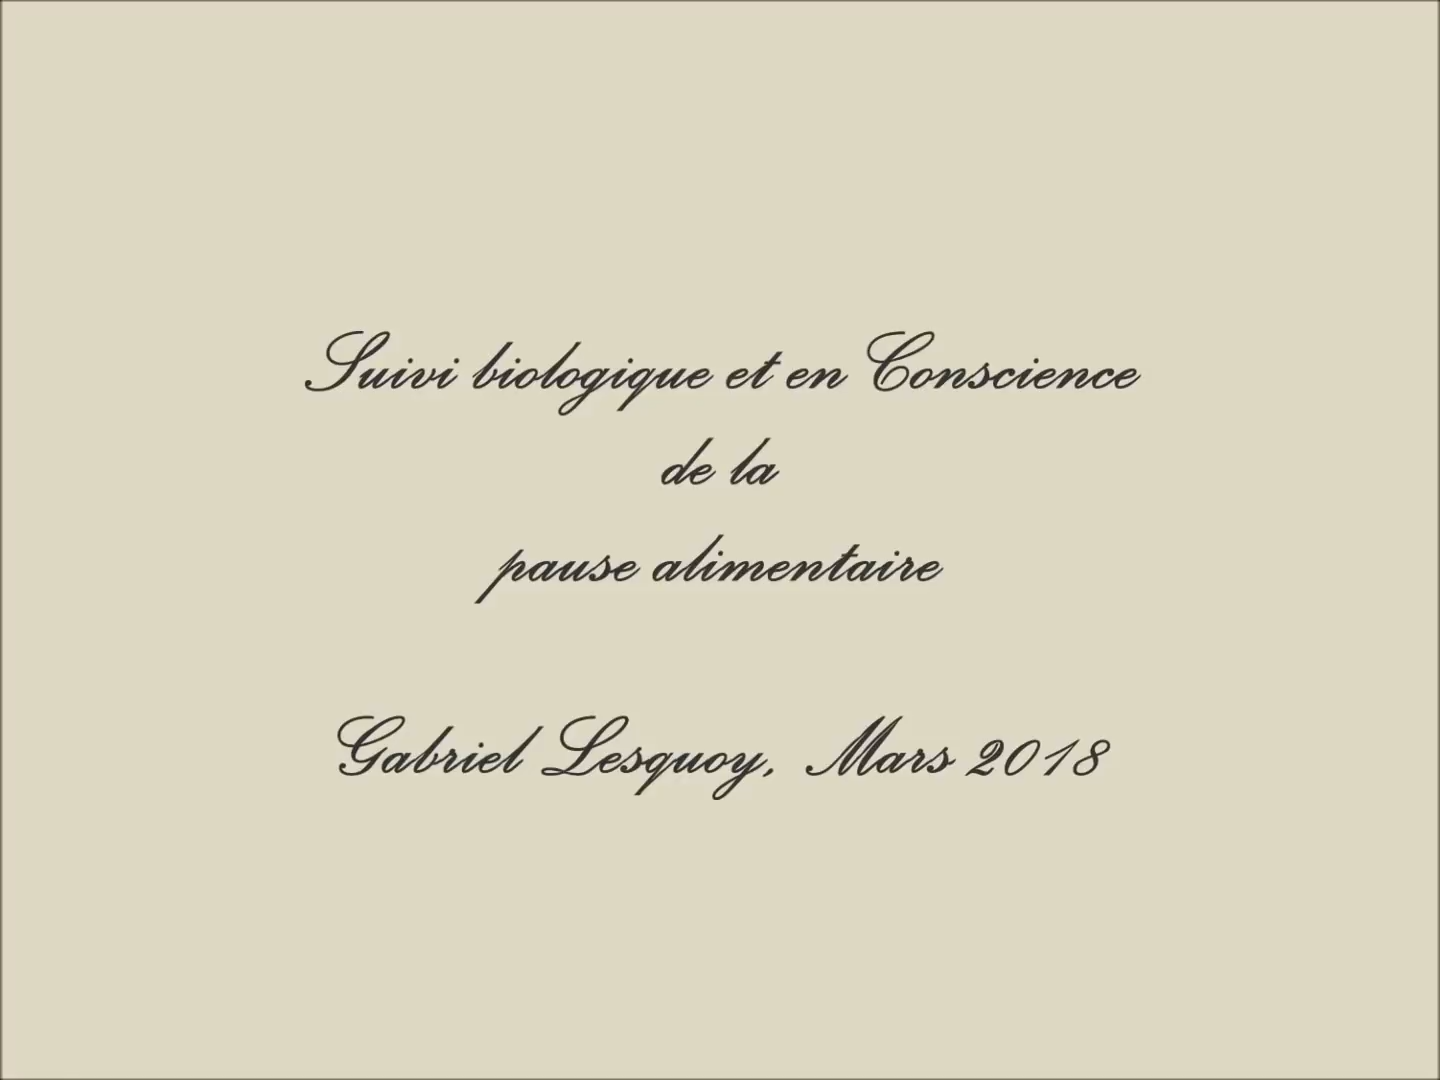 Suivi biologique et en Conscience
de la
pause alimentaire
Gabriel Lesquoy, Mars 2018